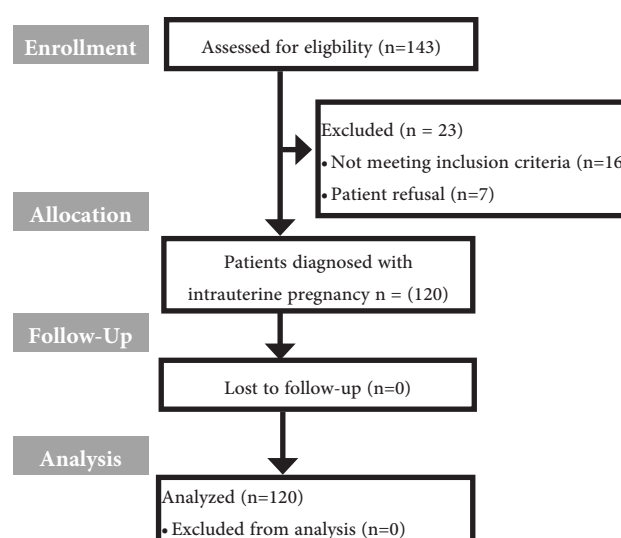 Enrollment
Assessed for eligbility (n=143)
Excluded (n = 23)
• Not meeting inclusion criteria (n=16
• Patient refusal (n=7)
Allocation
Patients diagnosed with
intrauterine pregnancy n = (120)
Follow-Up
Lost to follow-up (n=0)
Analysis
Analyzed (n=120)
• Excluded from analysis (n=0)